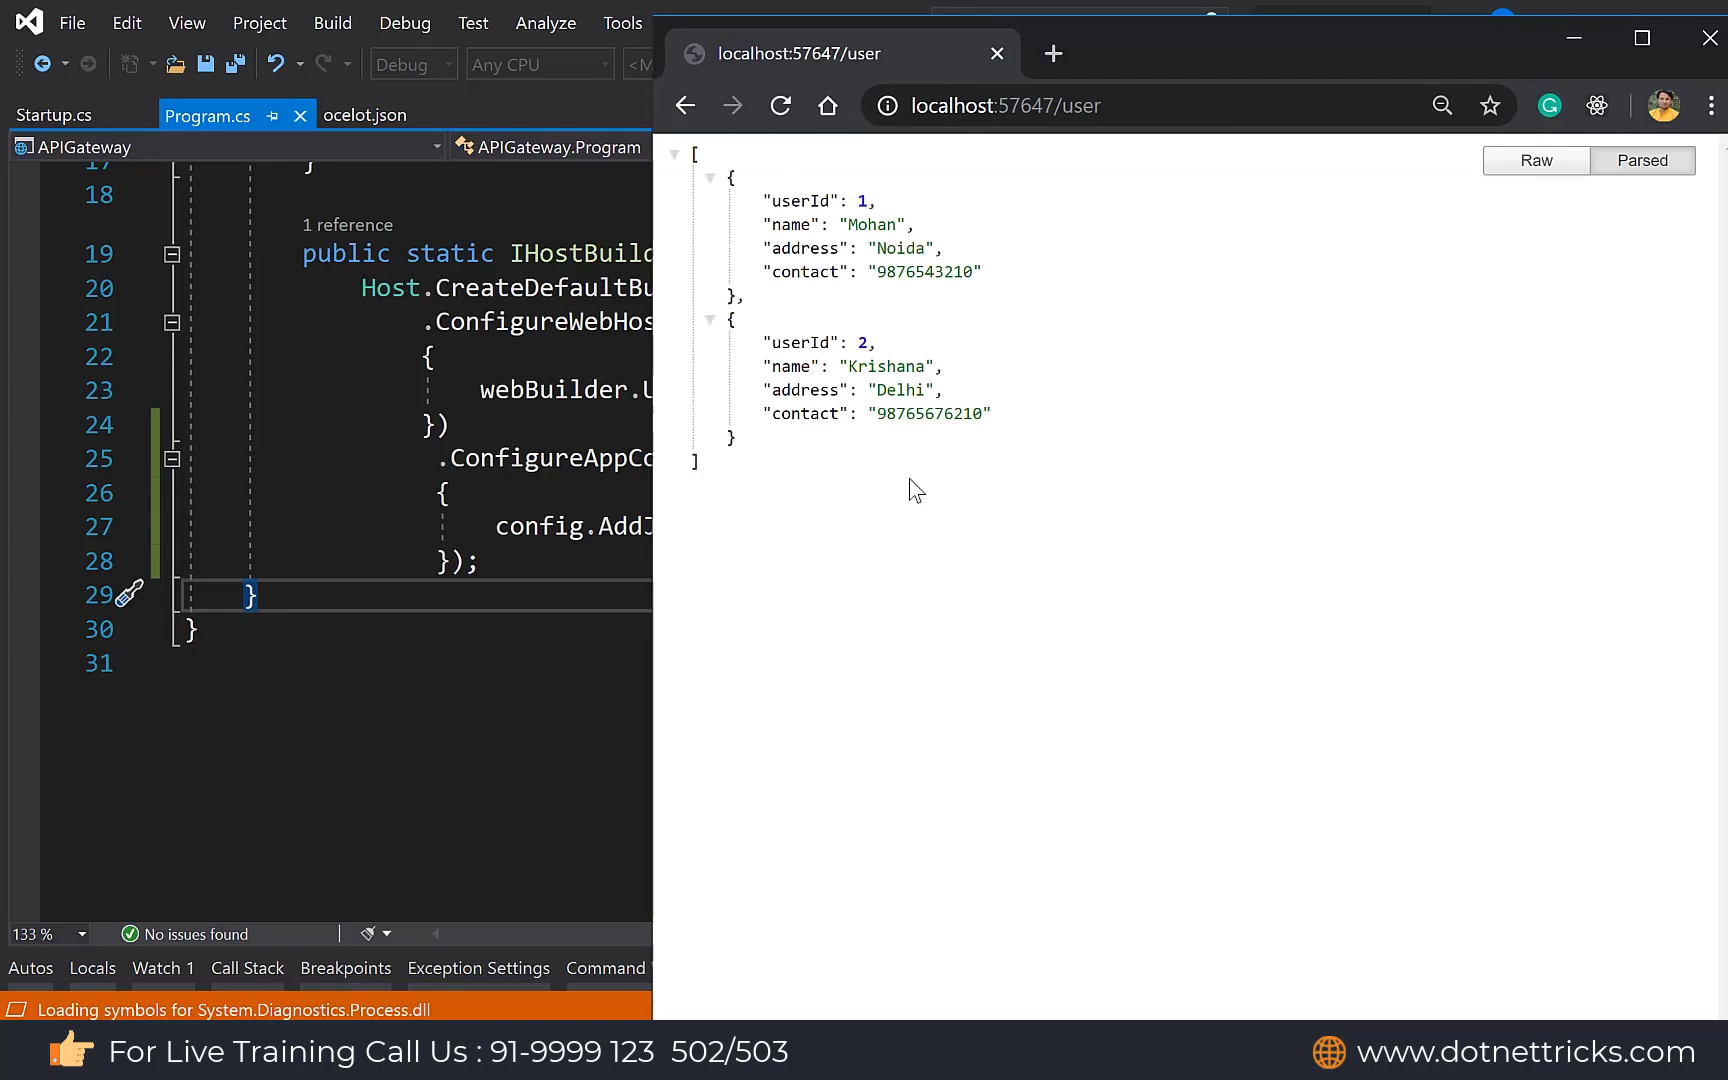 File Edit View Project Build Debug Test Analyze Tools
localhost:57647/user
Debug Any CPU
localhost:57647/user
Startup.cs Program.cs ocelot.json
APIGateway APIGateway.Program
Raw Parsed
17 }
18
1 reference
19 public static IHostBuild
20 Host.CreateDefaultBu
21 .ConfigureWebHos
22 {
23 webBuilder.U
24 })
25 .ConfigureAppCo
26 {
27 config.AddJ
28 });
29 }
30 }
31
[
{
"userId": 1,
"name": "Mohan",
"address": "Noida",
"contact": "9876543210"
},
{
"userId": 2,
"name": "Krishana",
"address": "Delhi",
"contact": "98765676210"
}
]
133 % No issues found
Autos Locals Watch 1 Call Stack Breakpoints Exception Settings Command
Loading symbols for System.Diagnostics.Process.dll
For Live Training Call Us : 91-9999 123 502/503
www.dotnettricks.com